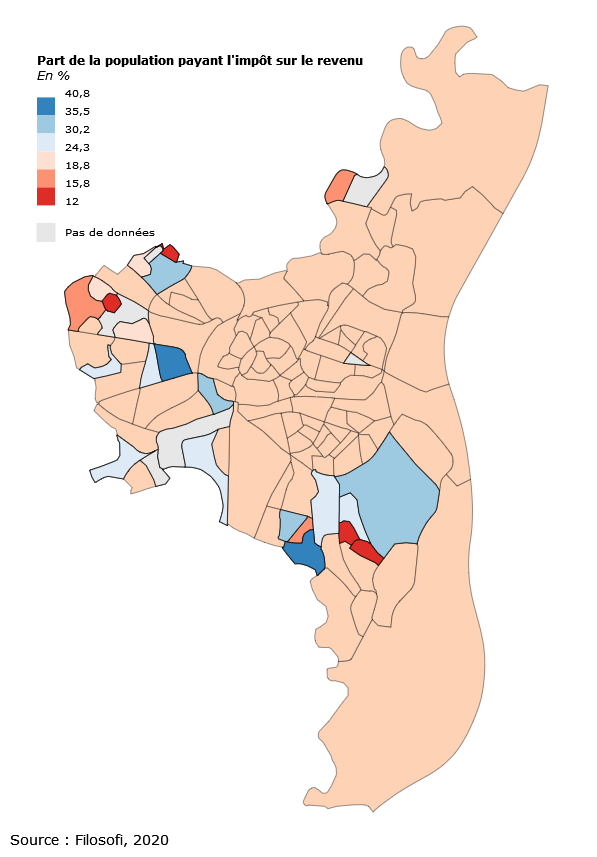 Part de la population payant l'impôt sur le revenu
En %
40,8
35,5
30,2
24,3
18,8
15,8
12
Pas de données
Source : Filosofi, 2020